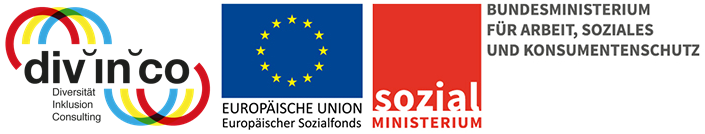 div in co
Diversität
Inklusion
Consulting
EUROPÄISCHE UNION
Europäischer Sozialfonds
sozial
MINISTERIUM
BUNDESMINISTERIUM
FÜR ARBEIT, SOZIALES
UND KONSUMENTENSCHUTZ